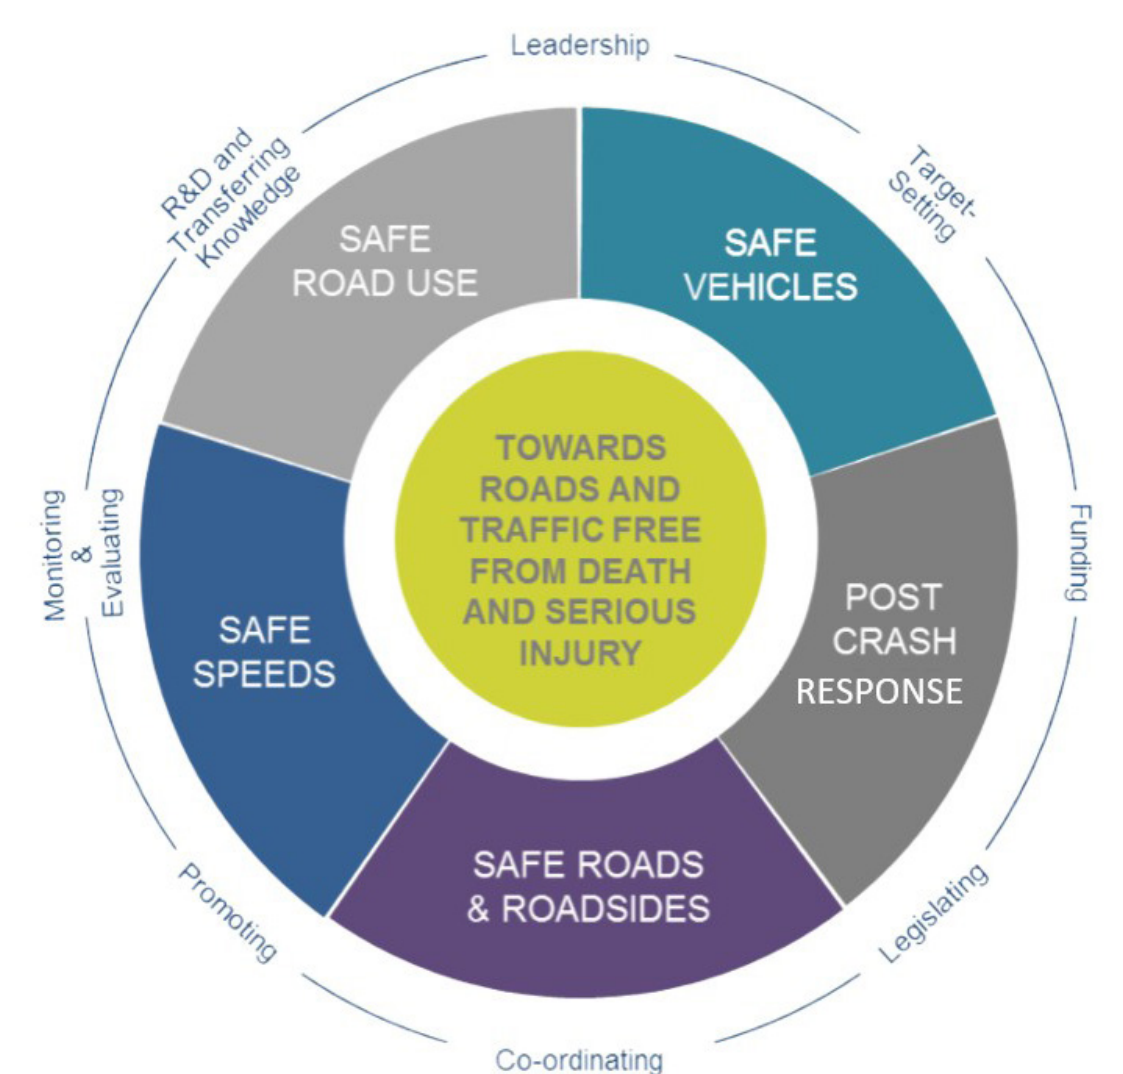 Leadership
R&D and
Transferring
Knowledge
Target-
Setting
SAFE
ROAD USE
SAFE
VEHICLES
TOWARDS
ROADS AND
TRAFFIC FREE
FROM DEATH
AND SERIOUS
INJURY
Monitoring
&
Evaluating
Funding
SAFE
SPEEDS
POST
CRASH
RESPONSE
SAFE ROADS
& ROADSIDES
Promoting
Legislating
Co-ordinating